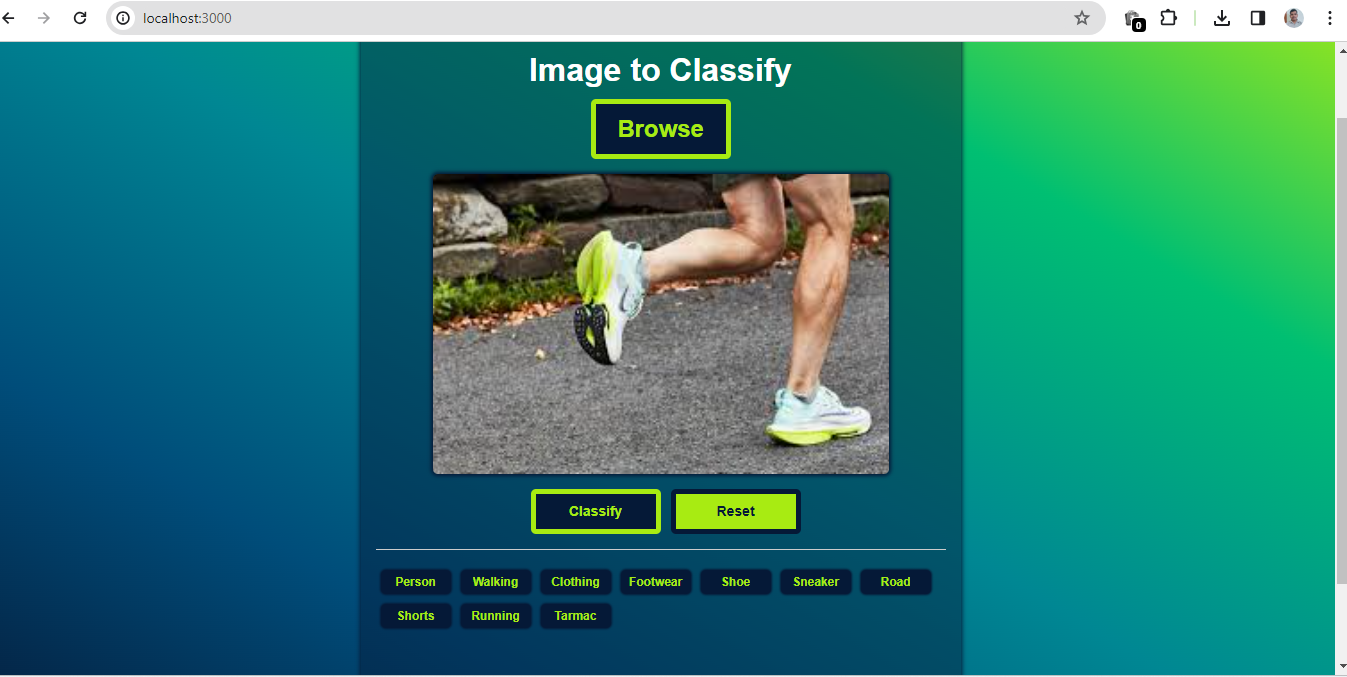 localhost:3000
0
Image to Classify
Browse
Classify Reset
Person Walking Clothing Footwear Shoe Sneaker Road
Shorts Running Tarmac